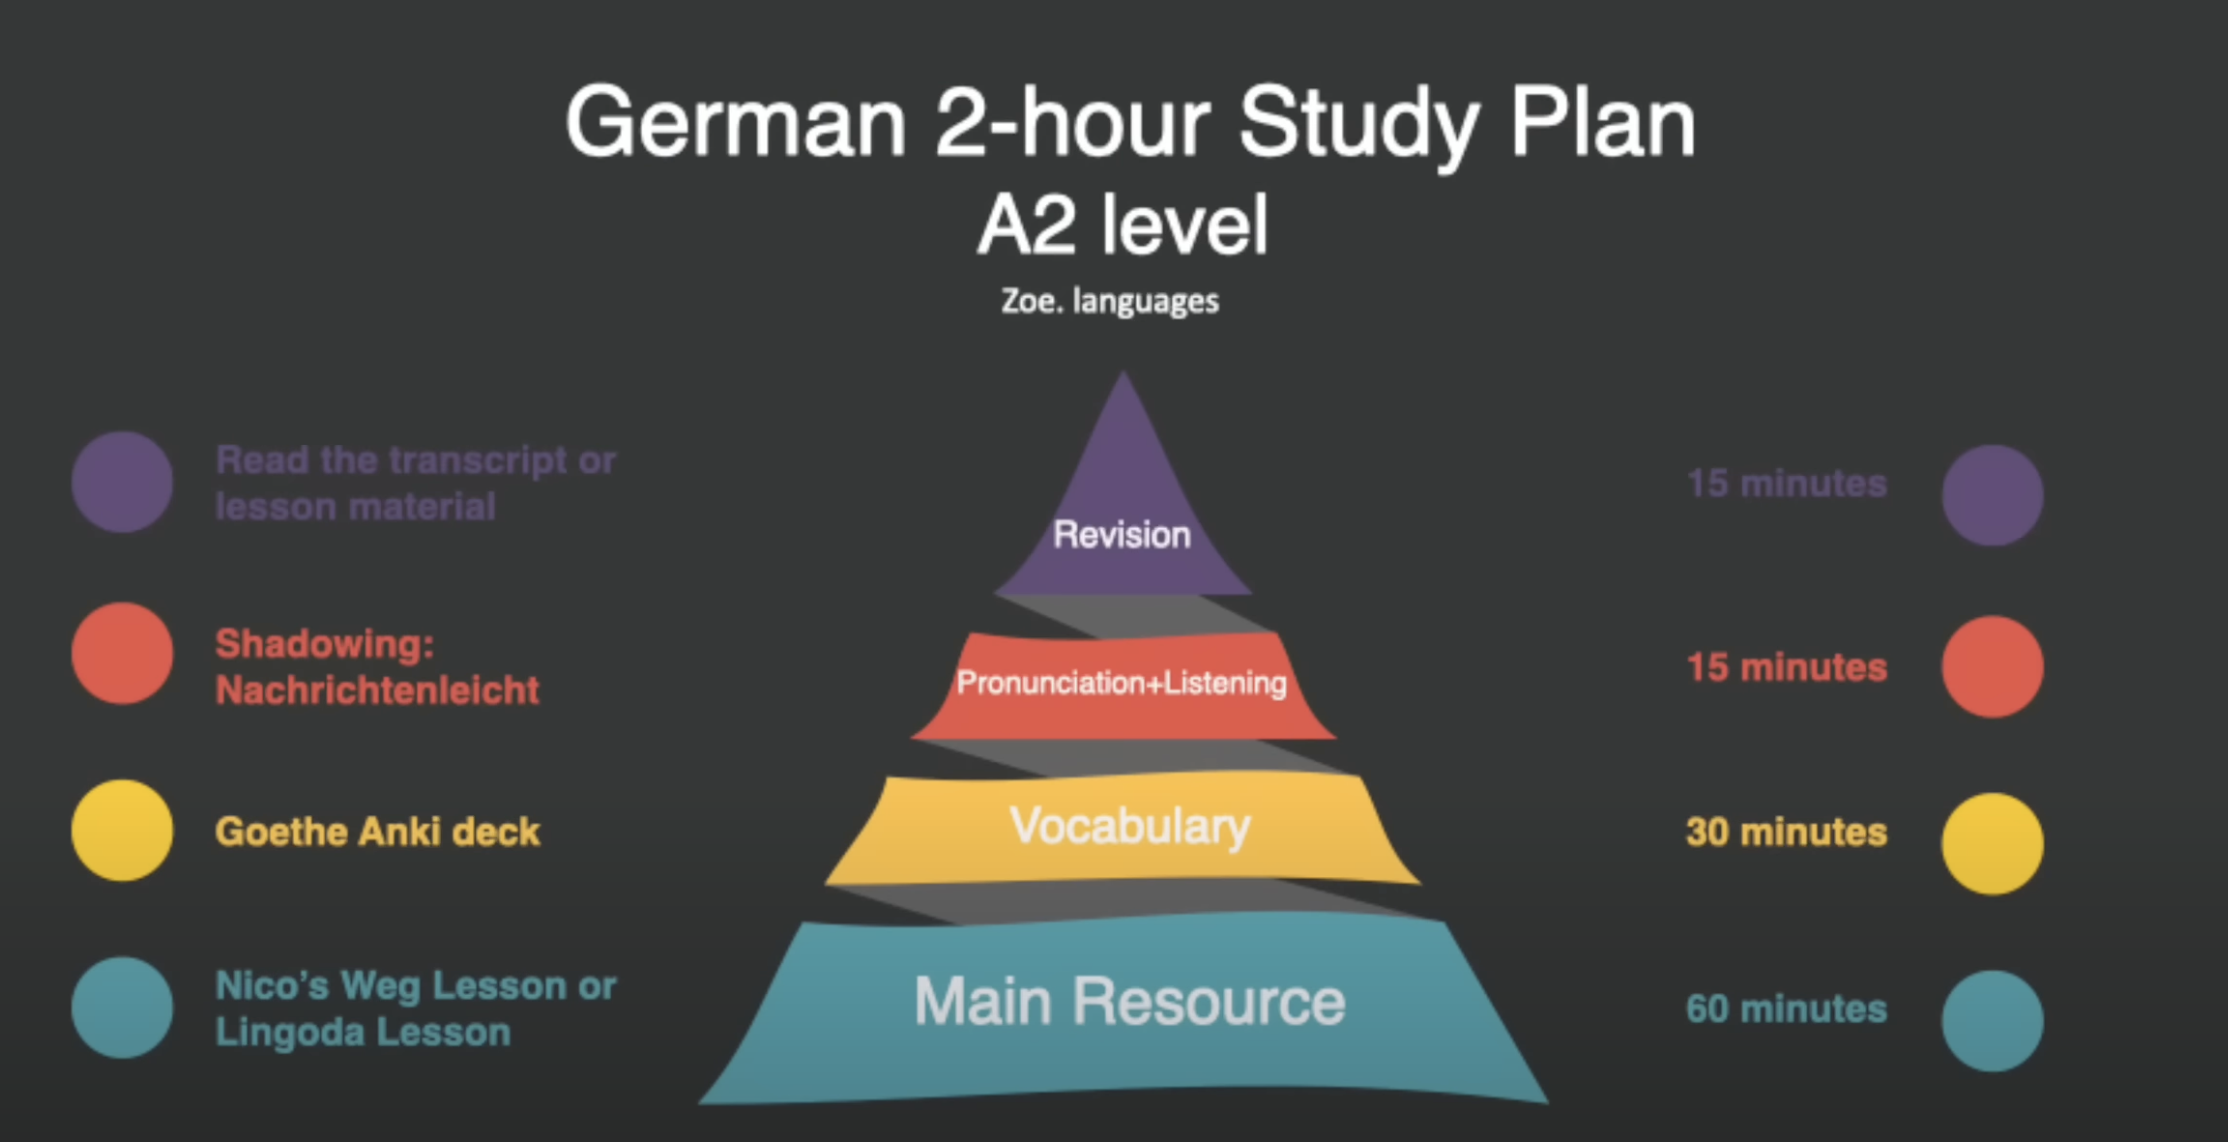 German 2-hour Study Plan
A2 level
Zoe. languages
Read the transcript or
lesson material
Revision
15 minutes
Shadowing:
Nachrichtenleicht
Pronunciation+Listening
15 minutes
Goethe Anki deck
Vocabulary
30 minutes
Nico’s Weg Lesson or
Lingoda Lesson
Main Resource
60 minutes